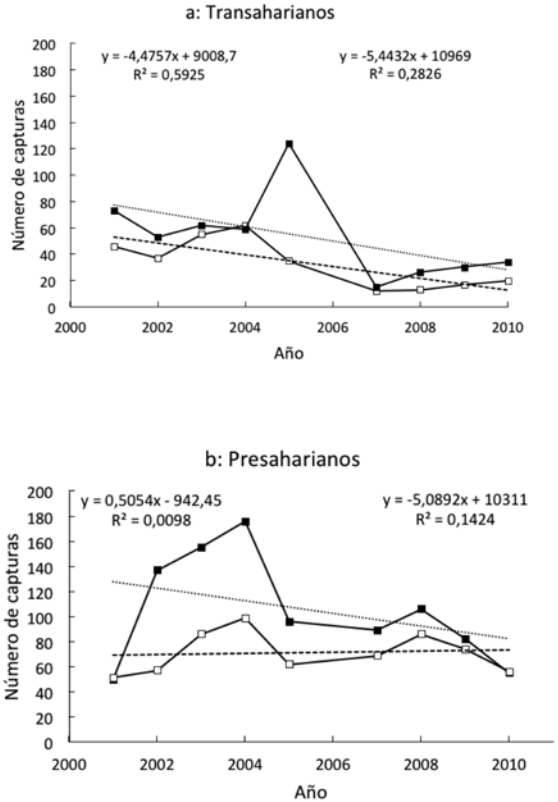 a: Transaharianos
y = -4,4757x + 9008,7
R² = 0,5925
y = -5,4432x + 10969
R² = 0,2826
Número de capturas
200
180
160
140
120
100
80
60
40
20
0
2000 2002 2004 2006 2008 2010
Año
b: Presaharianos
y = 0,5054x - 942,45
R² = 0,0098
y = -5,0892x + 10311
R² = 0,1424
Número de capturas
200
180
160
140
120
100
80
60
40
20
0
2000 2002 2004 2006 2008 2010
Año